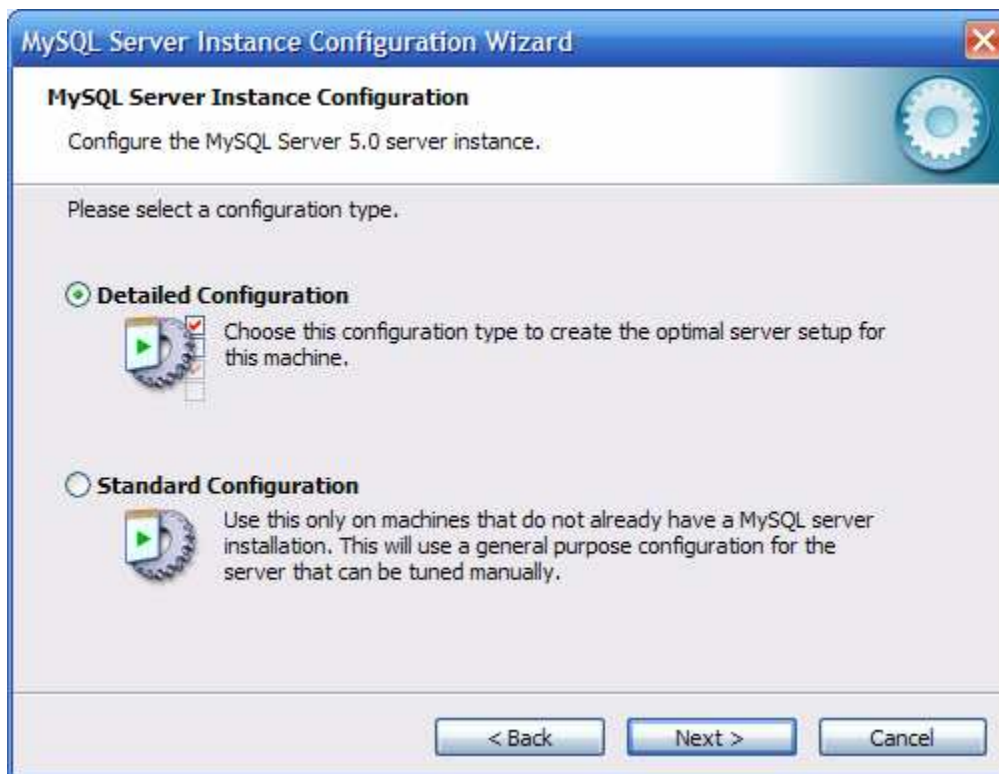 MySQL Server Instance Configuration Wizard
MySQL Server Instance Configuration
Configure the MySQL Server 5.0 server instance.
Please select a configuration type.
Detailed Configuration
Choose this configuration type to create the optimal server setup for
this machine.
Standard Configuration
Use this only on machines that do not already have a MySQL server
installation. This will use a general purpose configuration for the
server that can be tuned manually.
< Back Next > Cancel